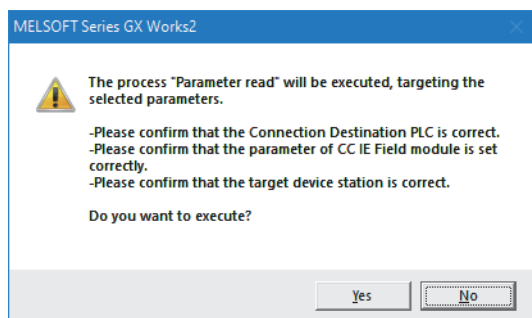 MELSOFT Series GX Works2
The process "Parameter read" will be executed, targeting the
selected parameters.
-Please confirm that the Connection Destination PLC is correct.
-Please confirm that the parameter of CC IE Field module is set
correctly.
-Please confirm that the target device station is correct.
Do you want to execute?
Yes
No